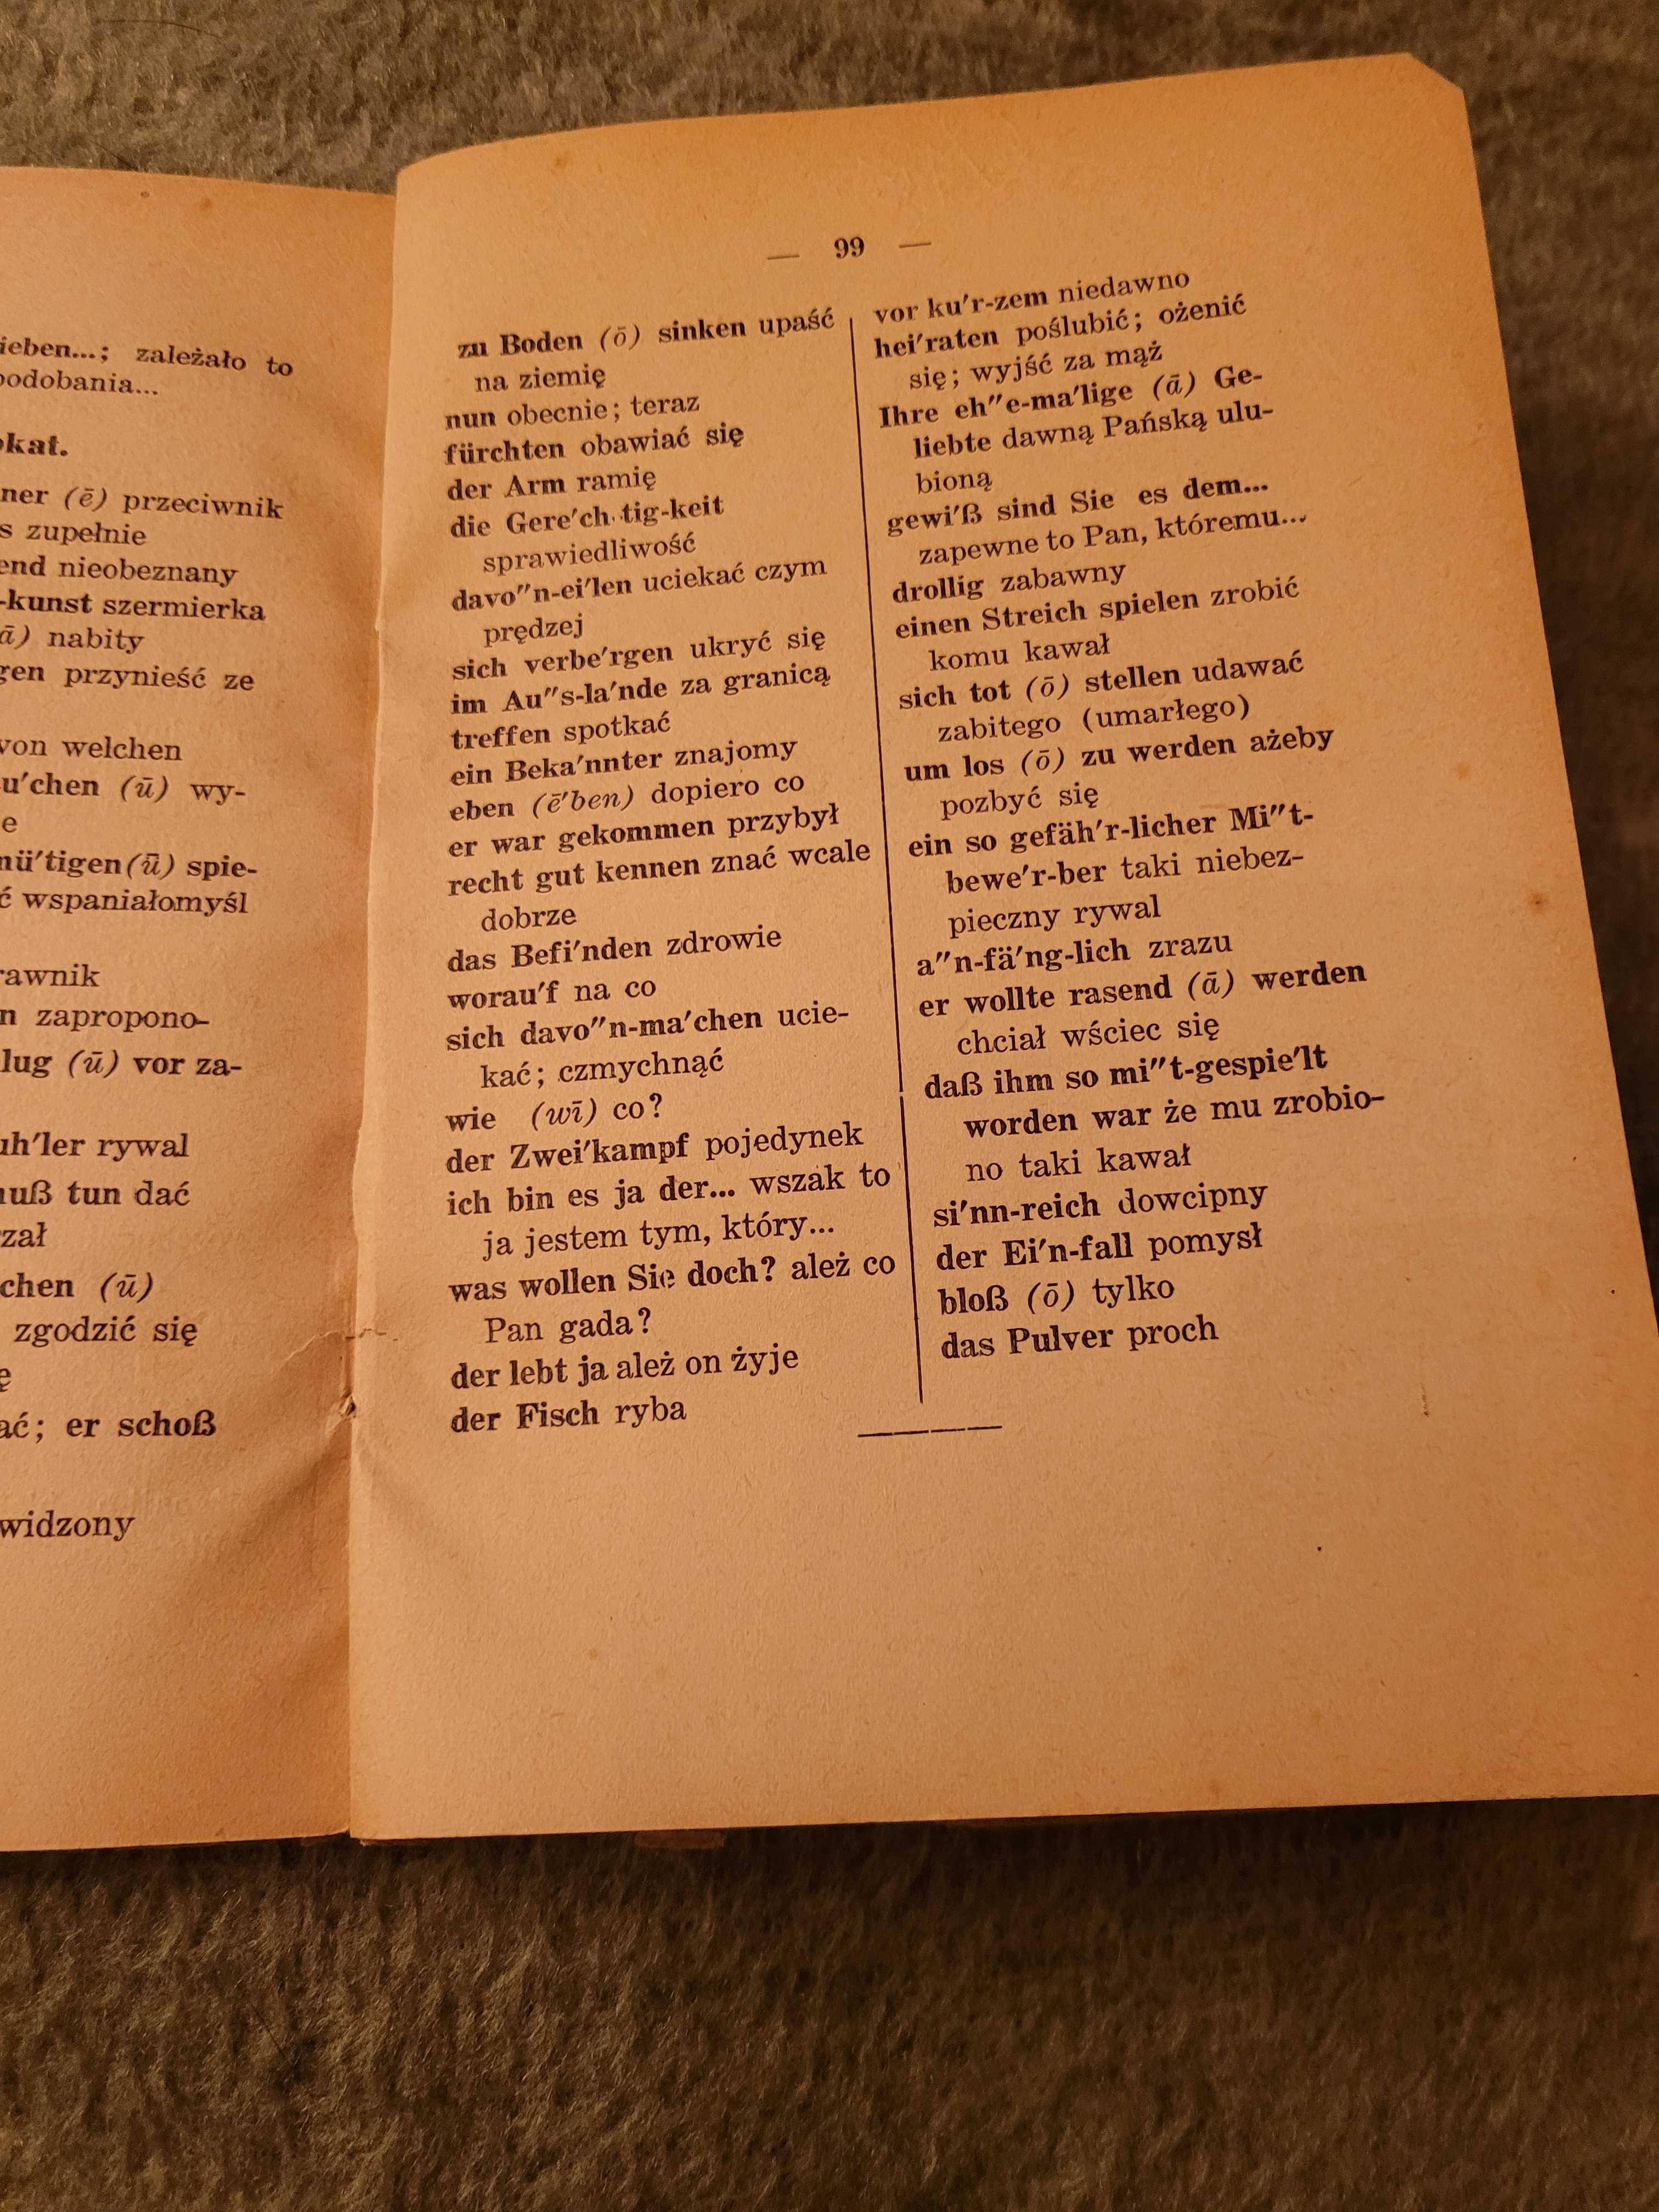 ieben...; zależało to
podobania...
okat.
ner (ē) przeciwnik
s zupełnie
end nieobeznany
-kunst szermierka
ā) nabity
gen przynieść ze
von welchen
u'chen (ū) wy-
e
mü'tigen (ū) spie-
ć wspaniałomyśl
rawnik
n zapropono-
lug (ū) vor za-
uh'ler rywal
nuß tun dać
rzał
chen (ū)
zgodzić się
ę
ać; er schoß
widzony
— 99 —
zu Boden (ō) sinken upaść
na ziemię
nun obecnie; teraz
fürchten obawiać się
der Arm ramię
die Gere'ch-tig-keit
sprawiedliwość
davo"n-ei'len uciekać czym
prędzej
sich verbe'rgen ukryć się
im Au"s-la'nde za granicą
treffen spotkać
ein Beka'nnter znajomy
eben (ē'ben) dopiero co
er war gekommen przybył
recht gut kennen znać wcale
dobrze
das Befi'nden zdrowie
worau'f na co
sich davo"n-ma'chen ucie-
kać; czmychnąć
wie (wī) co?
der Zwei'kampf pojedynek
ich bin es ja der... wszak to
ja jestem tym, który...
was wollen Sie doch? ależ co
Pan gada?
der lebt ja ależ on żyje
der Fisch ryba
vor ku'r-zem niedawno
hei'raten poślubić; ożenić
się; wyjść za mąż
Ihre eh"e-ma'lige (ā) Ge-
liebte dawną Pańską ulu-
bioną
gewi'ß sind Sie es dem...
zapewne to Pan, któremu...
drollig zabawny
einen Streich spielen zrobić
komu kawał
sich tot (ō) stellen udawać
zabitego (umarłego)
um los (ō) zu werden ażeby
pozbyć się
ein so gefäh'r-licher Mi"t-
bewe'r-ber taki niebez-
pieczny rywal
a"n-fä'ng-lich zrazu
er wollte rasend (ā) werden
chciał wściec się
daß ihm so mi"t-gespie'lt
worden war że mu zrobio-
no taki kawał
si'nn-reich dowcipny
der Ei'n-fall pomysł
bloß (ō) tylko
das Pulver proch